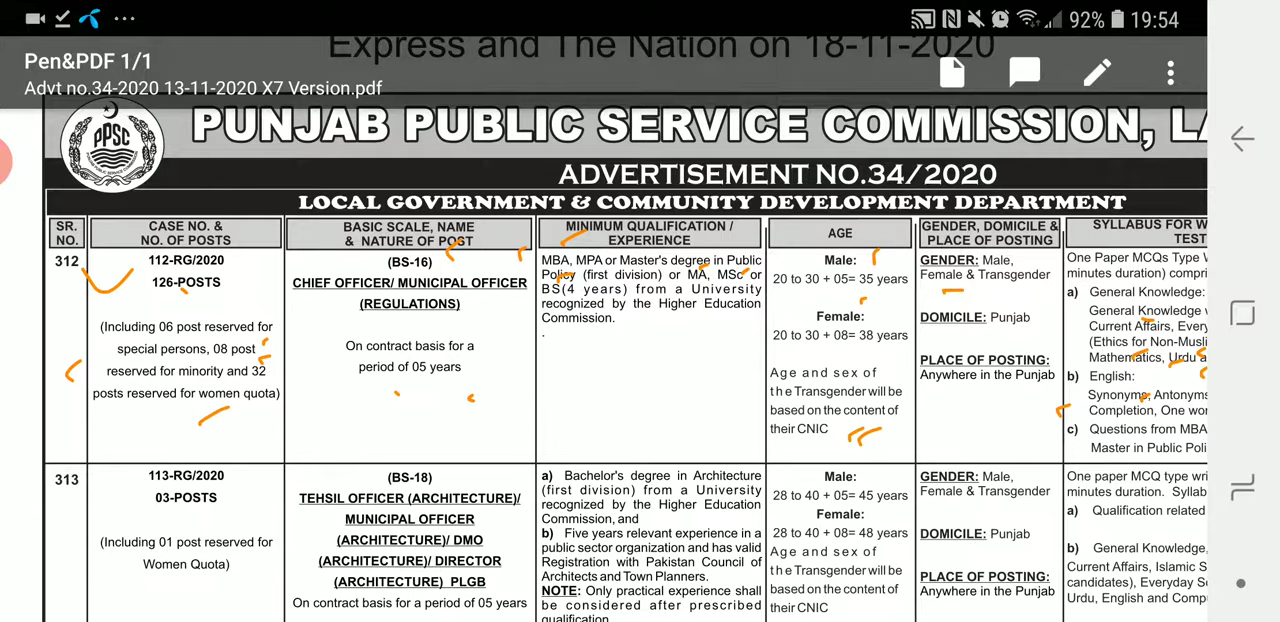 92% 19:54
Express and The Nation on 18-11-2020
Pen&PDF 1/1
Advt no.34-2020 13-11-2020 X7 Version.pdf
PPSC
PUNJAB PUBLIC SERVICE COMMISSION,
ADVERTISEMENT NO.34/2020
LOCAL GOVERNMENT & COMMUNITY DEVELOPMENT DEPARTMENT
SR. NO.
CASE NO. &
NO. OF POSTS
BASIC SCALE, NAME
& NATURE OF POST
MINIMUM QUALIFICATION /
EXPERIENCE
AGE
GENDER, DOMICILE &
PLACE OF POSTING
SYLLABUS FOR W
TEST
312
112-RG/2020
126-POSTS
(Including 06 post reserved for
special persons, 08 post
reserved for minority and 32
posts reserved for women quota)
(BS-16)
CHIEF OFFICER/ MUNICIPAL OFFICER
(REGULATIONS)
On contract basis for a
period of 05 years
MBA, MPA or Master's degree in Public
Policy (first division) or MA, MSc or
BS(4 years) from a University
recognized by the Higher Education
Commission.
.
Male:
20 to 30 + 05= 35 years
Female:
20 to 30 + 08= 38 years
Age and sex of
the Transgender will be
based on the content of
their CNIC
GENDER: Male,
Female & Transgender
DOMICILE: Punjab
PLACE OF POSTING:
Anywhere in the Punjab
One Paper MCQs Type
minutes duration) compri
a) General Knowledge:
General Knowledge
Current Affairs, Every
(Ethics for Non-Musli
Mathematics, Urdu a
b) English:
Synonyms, Antonyms
Completion, One wor
c) Questions from MBA
Master in Public Poli
313
113-RG/2020
03-POSTS
(Including 01 post reserved for
Women Quota)
(BS-18)
TEHSIL OFFICER (ARCHITECTURE)/
MUNICIPAL OFFICER
(ARCHITECTURE)/ DMO
(ARCHITECTURE)/ DIRECTOR
(ARCHITECTURE) PLGB
On contract basis for a period of 05 years
a) Bachelor's degree in Architecture
(first division) from a University
recognized by the Higher Education
Commission, and
b) Five years relevant experience in a
public sector organization and has valid
Registration with Pakistan Council of
Architects and Town Planners.
NOTE: Only practical experience shall
be considered after prescribed
qualification
Male:
28 to 40 + 05= 45 years
Female:
28 to 40 + 08= 48 years
Age and sex of
the Transgender will be
based on the content of
their CNIC
GENDER: Male,
Female & Transgender
DOMICILE: Punjab
PLACE OF POSTING:
Anywhere in the Punjab
One paper MCQ type wri
minutes duration. Syllab
a) Qualification related
b) General Knowledge,
Current Affairs, Islamic S
candidates), Everyday Sc
Urdu, English and Comp